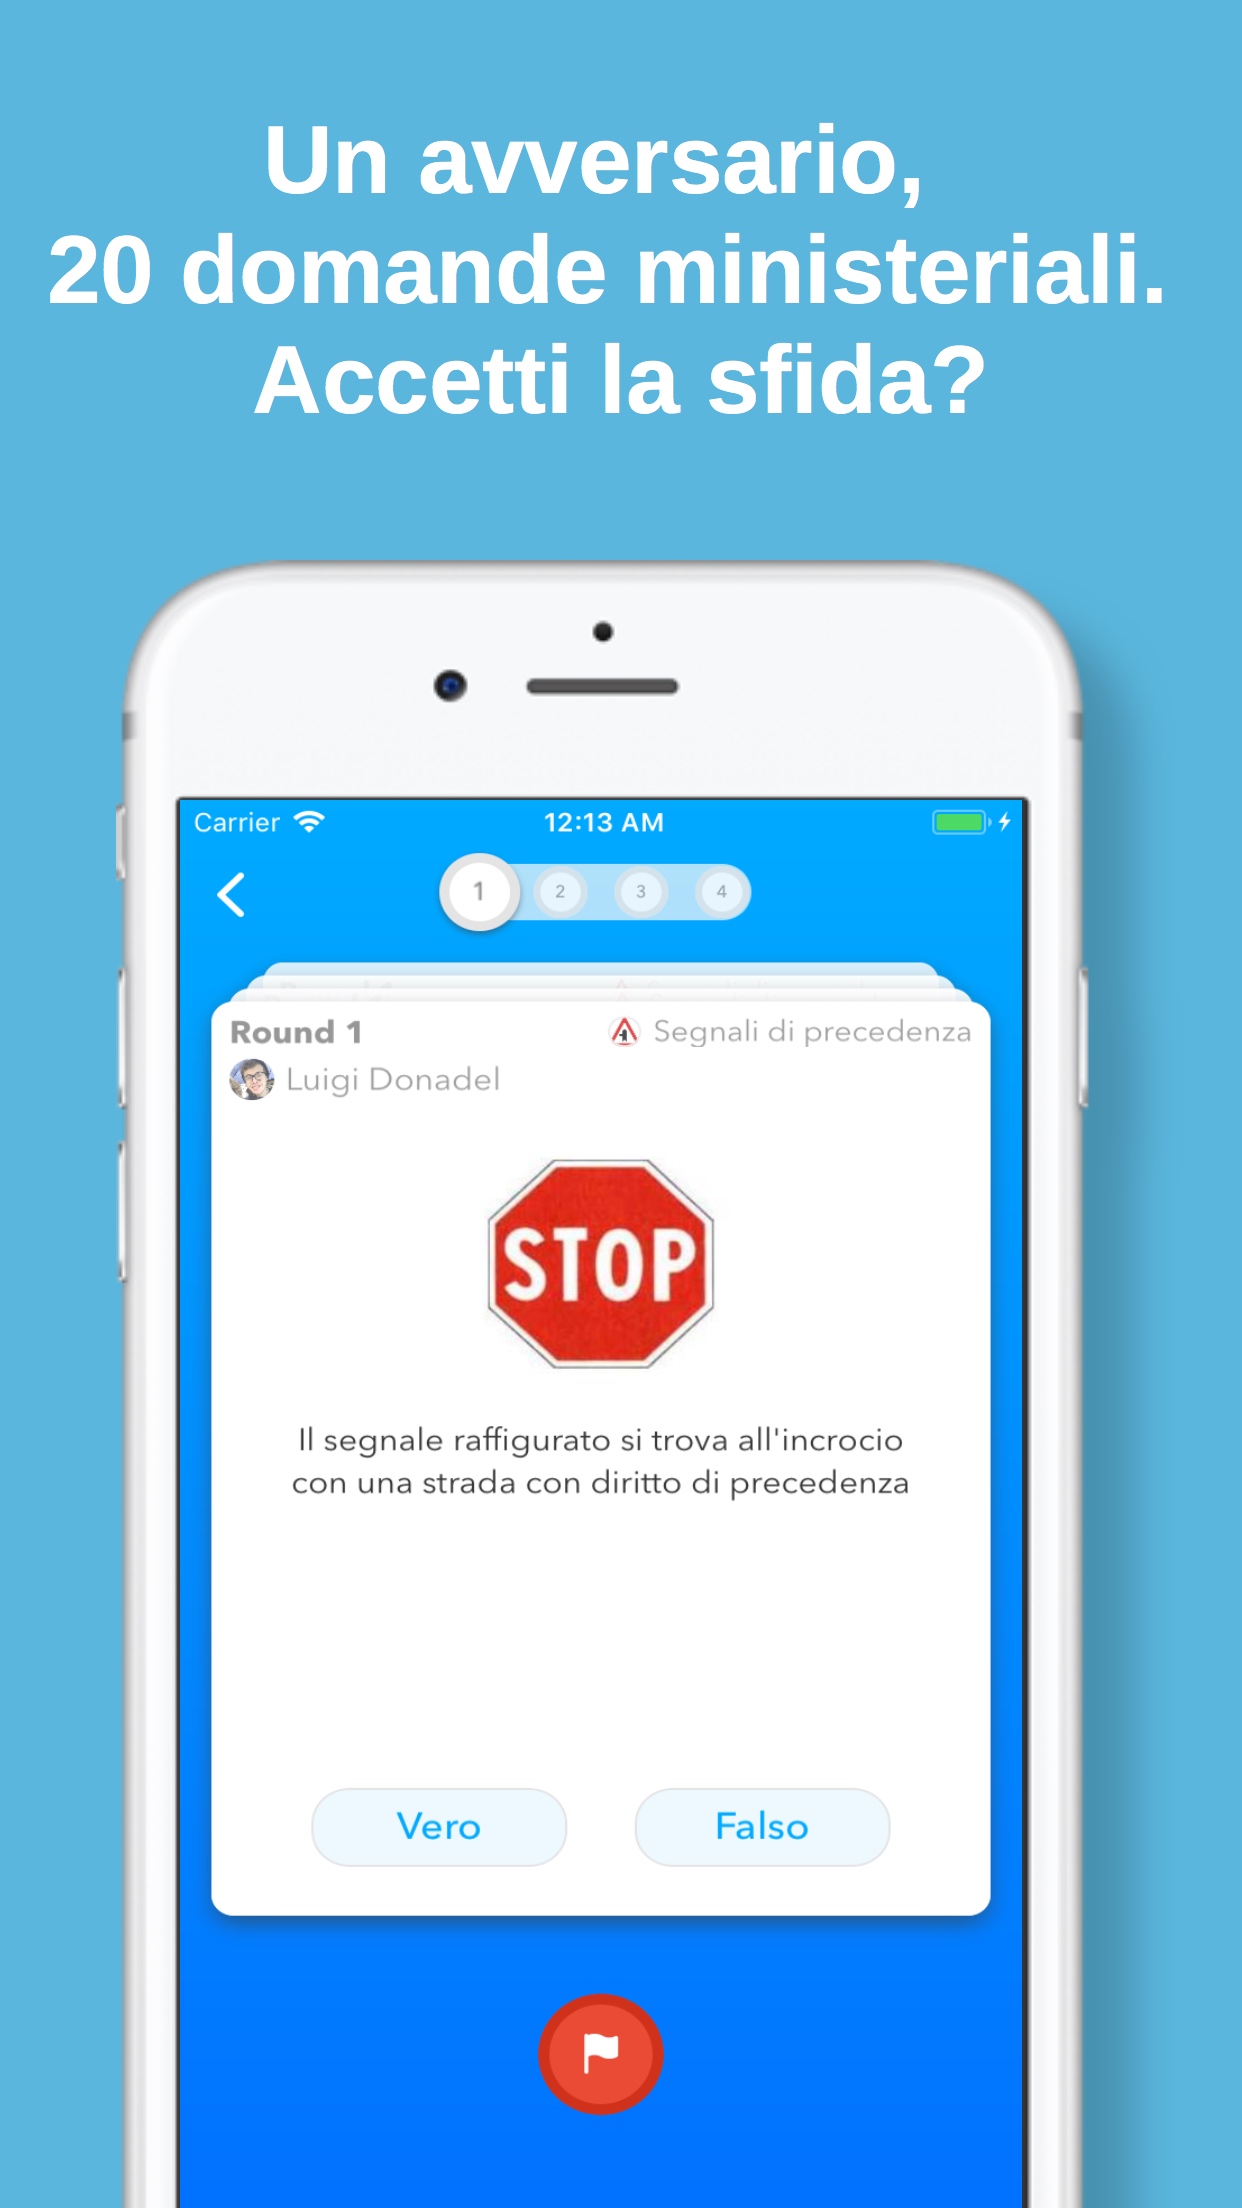 Un avversario,
20 domande ministeriali.
Accetti la sfida?
Carrier 12:13 AM
1 2 3 4
Round 1 Segnali di precedenza
Luigi Donadel
STOP
Il segnale raffigurato si trova all'incrocio
con una strada con diritto di precedenza
Vero Falso